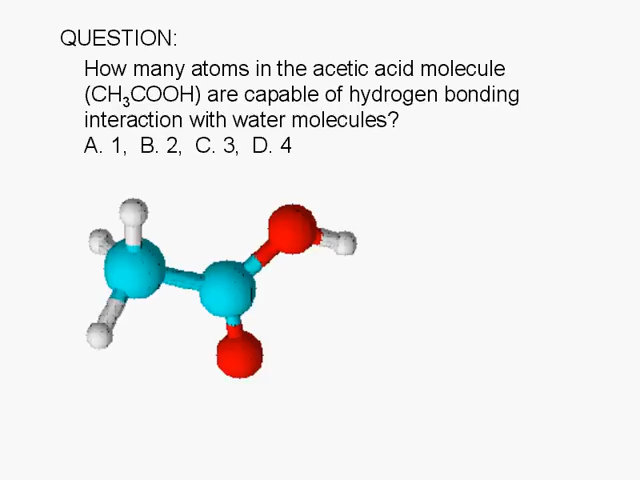 QUESTION:
How many atoms in the acetic acid molecule
(CH₃COOH) are capable of hydrogen bonding
interaction with water molecules?
A. 1, B. 2, C. 3, D. 4